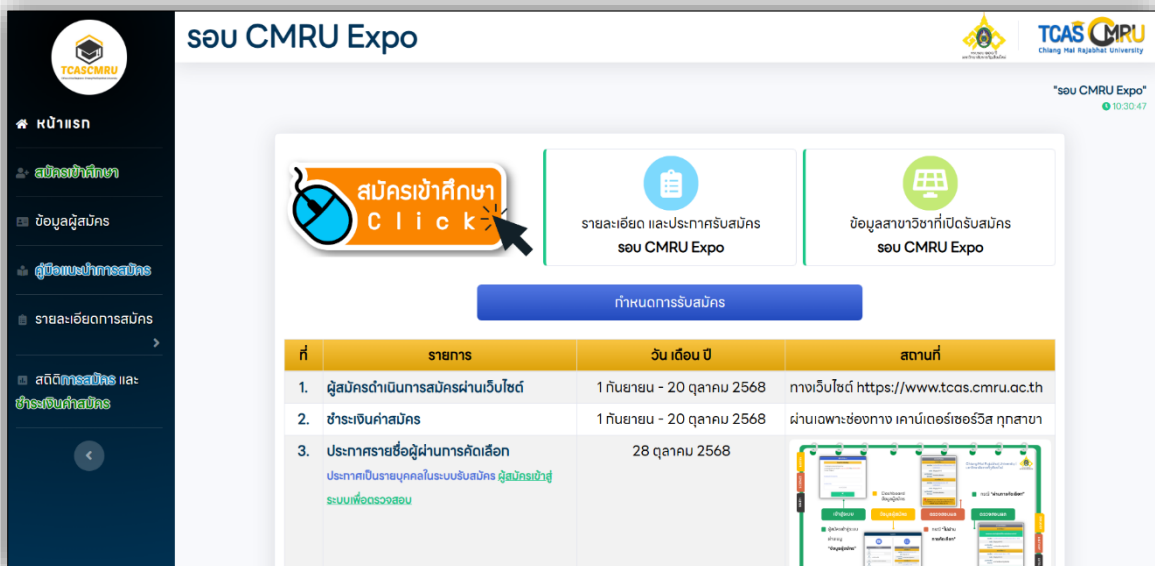 TCASCMRU
รอบ CMRU Expo
TCAS CMRU
Chiang Mai Rajabhat University
"รอบ CMRU Expo"
10:30:47
หน้าแรก
สมัครเข้าศึกษา
ข้อมูลผู้สมัคร
คู่มือแนะนำการสมัคร
รายละเอียดการสมัคร
สถิติการสมัคร และ
ชำระเงินค่าสมัคร
สมัครเข้าศึกษา
Click
รายละเอียด และประกาศรับสมัคร
รอบ CMRU Expo
ข้อมูลสาขาวิชาที่เปิดรับสมัคร
รอบ CMRU Expo
กำหนดการรับสมัคร
ที่ รายการ วัน เดือน ปี สถานที่
1. ผู้สมัครดำเนินการสมัครผ่านเว็บไซต์ 1 กันยายน - 20 ตุลาคม 2568 ทางเว็บไซต์ https://www.tcas.cmru.ac.th
2. ชำระเงินค่าสมัคร 1 กันยายน - 20 ตุลาคม 2568 ผ่านเฉพาะช่องทาง เคาน์เตอร์เซอร์วิส ทุกสาขา
3. ประกาศรายชื่อผู้ผ่านการคัดเลือก 28 ตุลาคม 2568
ประกาศเป็นรายบุคคลในระบบรับสมัคร ผู้สมัครเข้าสู่
ระบบเพื่อตรวจสอบ